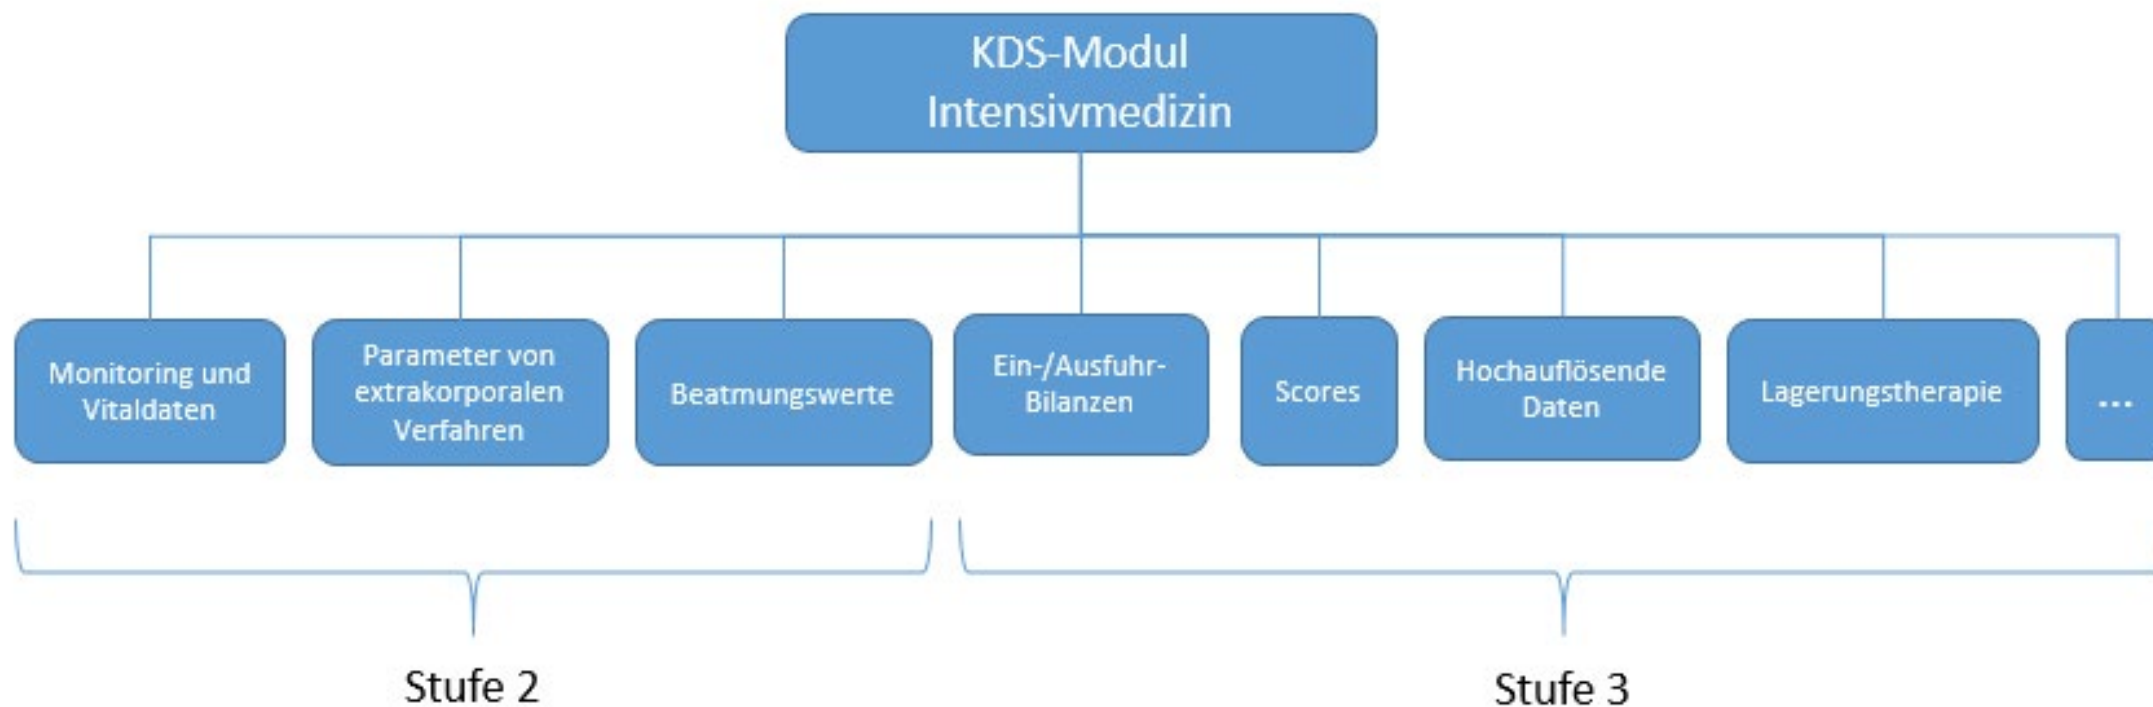 KDS-Modul
Intensivmedizin
Monitoring und
Vitaldaten
Parameter von
extrakorporalen
Verfahren
Beatmungswerte
Ein-/Ausfuhr-
Bilanzen
Scores
Hochauflösende
Daten
Lagerungstherapie
...
Stufe 2
Stufe 3